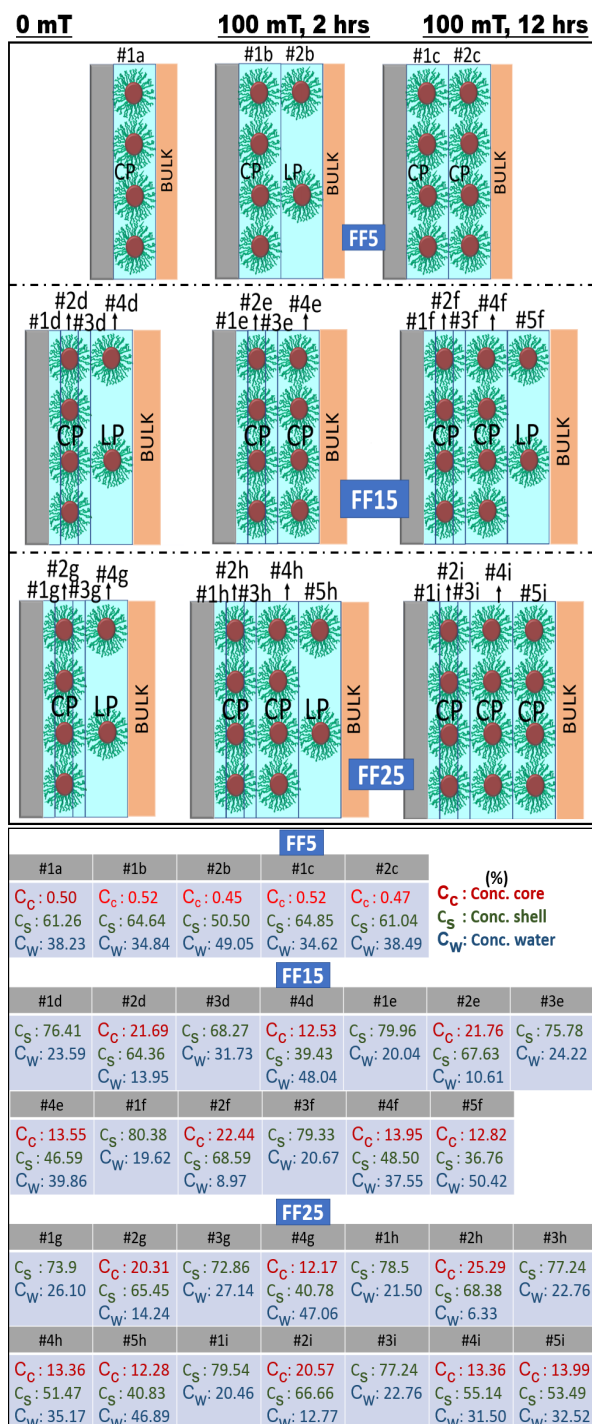 0 mT 100 mT, 2 hrs 100 mT, 12 hrs
#1a #1b #2b #1c #2c
CP BULK CP LP BULK CP CP BULK
FF5
#2d #4d #2e #4e #2f #4f
#1d #3d #1e #3e #1f #3f #5f
CP LP BULK CP CP BULK CP CP LP BULK
FF15
#2g #4g #2h #4h #2i #4i
#1g #3g #1h #3h #5h #1i #3i #5i
CP LP BULK CP CP LP BULK CP CP CP BULK
FF25
FF5
#1a #1b #2b #1c #2c
(%)
Cc : 0.50 Cc : 0.52 Cc : 0.45 Cc : 0.52 Cc : 0.47 Cc : Conc. core
Cs : 61.26 Cs : 64.64 Cs : 50.50 Cs : 64.85 Cs : 61.04 Cs : Conc. shell
Cw: 38.23 Cw: 34.84 Cw: 49.05 Cw: 34.62 Cw: 38.49 Cw: Conc. water
FF15
#1d #2d #3d #4d #1e #2e #3e
Cs : 76.41 Cc : 21.69 Cs : 68.27 Cc : 12.53 Cs : 79.96 Cc : 21.76 Cs : 75.78
Cw: 23.59 Cs : 64.36 Cw: 31.73 Cs : 39.43 Cw: 20.04 Cs : 67.63 Cw: 24.22
Cw: 13.95 Cw: 48.04 Cw: 10.61
#4e #1f #2f #3f #4f #5f
Cc : 13.55 Cs : 80.38 Cc : 22.44 Cs : 79.33 Cc : 13.95 Cc : 12.82
Cs : 46.59 Cw: 19.62 Cs : 68.59 Cw: 20.67 Cs : 48.50 Cs : 36.76
Cw: 39.86 Cw: 8.97 Cw: 37.55 Cw: 50.42
FF25
#1g #2g #3g #4g #1h #2h #3h
Cs : 73.9 Cc : 20.31 Cs : 72.86 Cc : 12.17 Cs : 78.5 Cc : 25.29 Cs : 77.24
Cw: 26.10 Cs : 65.45 Cw: 27.14 Cs : 40.78 Cw: 21.50 Cs : 68.38 Cw: 22.76
Cw: 14.24 Cw: 47.06 Cw: 6.33
#4h #5h #1i #2i #3i #4i #5i
Cc : 13.36 Cc : 12.28 Cs : 79.54 Cc : 20.57 Cs : 77.24 Cc : 13.36 Cc : 13.99
Cs : 51.47 Cs : 40.83 Cw: 20.46 Cs : 66.66 Cw: 22.76 Cs : 55.14 Cs : 53.49
Cw: 35.17 Cw: 46.89 Cw: 12.77 Cw: 31.50 Cw: 32.52